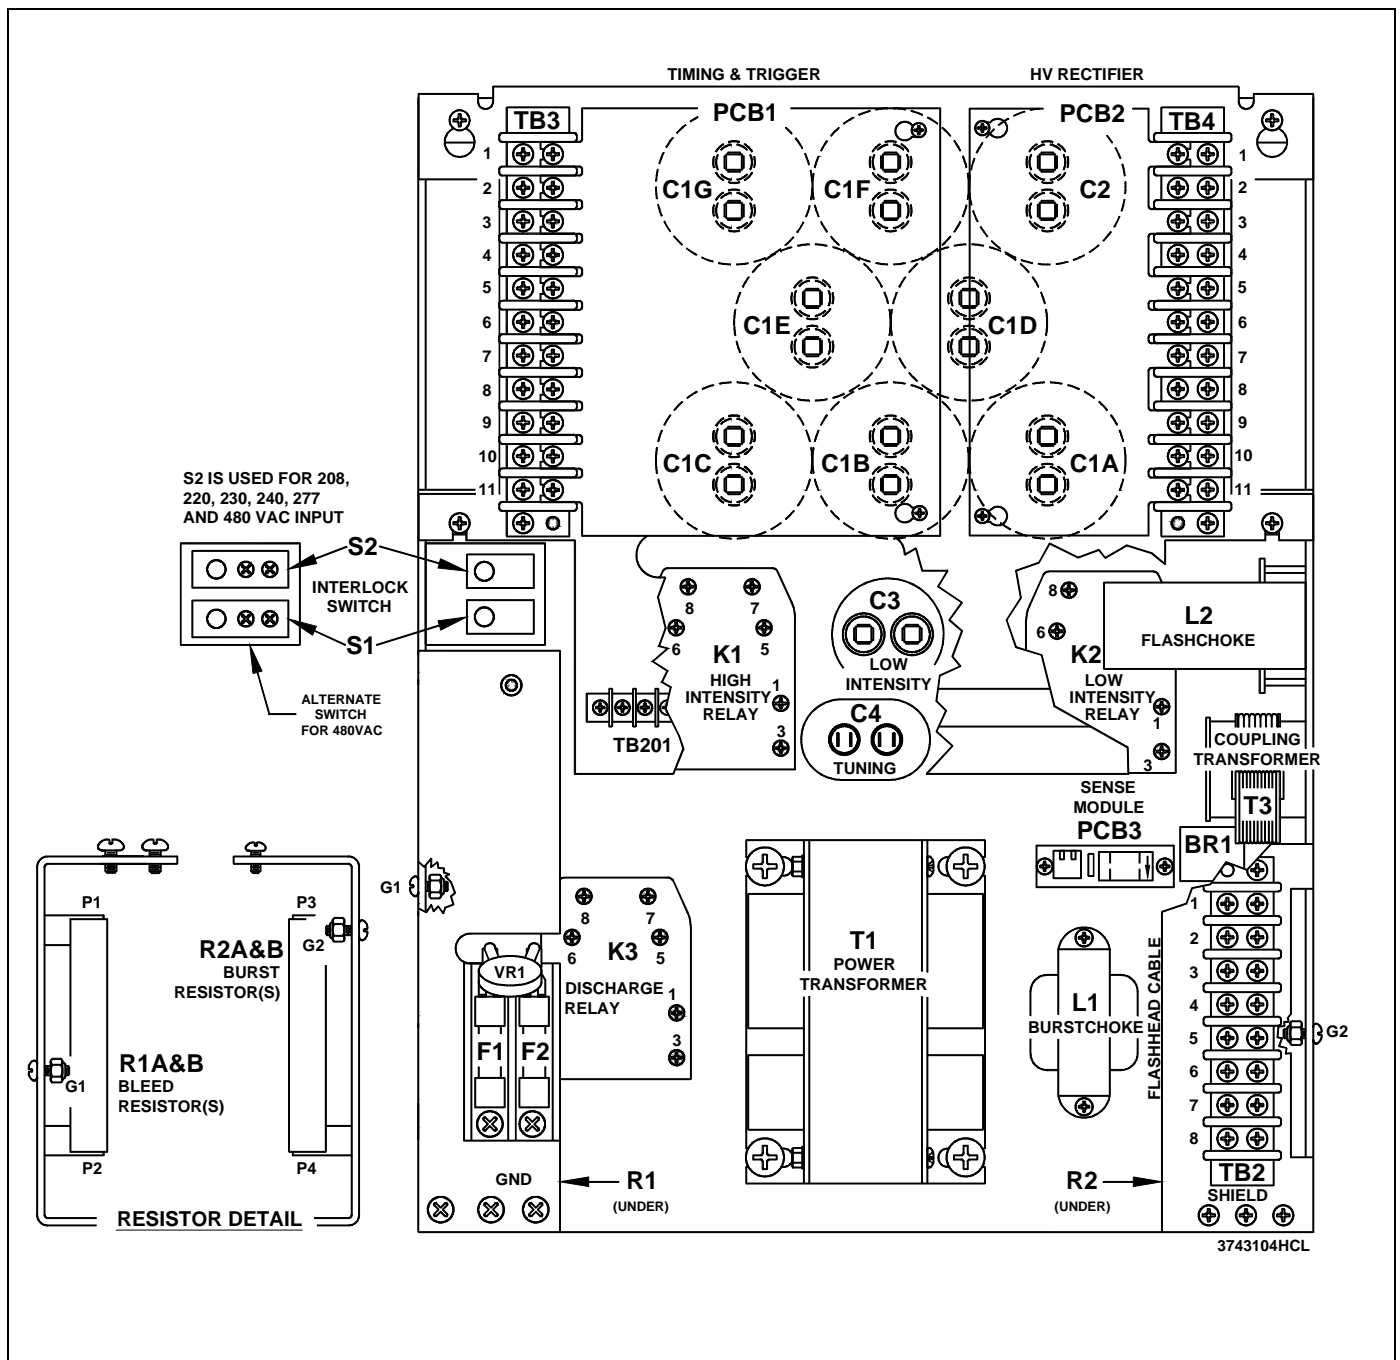 TIMING & TRIGGER
HV RECTIFIER
TB3
PCB1
PCB2
TB4
1
2
3
4
5
6
7
8
9
10
11
C1G
C1F
C2
C1E
C1D
C1C
C1B
C1A
1
2
3
4
5
6
7
8
9
10
11
S2 IS USED FOR 208,
220, 230, 240, 277
AND 480 VAC INPUT
S2
INTERLOCK
SWITCH
S1
ALTERNATE
SWITCH
FOR 480VAC
8
7
6
5
K1
HIGH
INTENSITY
RELAY
1
3
TB201
C3
LOW
INTENSITY
C4
TUNING
8
6
K2
LOW
INTENSITY
RELAY
1
3
L2
FLASHCHOKE
COUPLING
TRANSFORMER
T3
SENSE
MODULE
PCB3
BR1
G1
P1
P3
G2
R2A&B
BURST
RESISTOR(S)
R1A&B
BLEED
RESISTOR(S)
G1
P2
P4
RESISTOR DETAIL
8
7
6
5
K3
DISCHARGE
RELAY
1
3
VR1
F1
F2
T1
POWER
TRANSFORMER
L1
BURSTCHOKE
FLASHHEAD CABLE
1
2
3
4
5
6
7
8
G2
TB2
SHIELD
GND
R1
(UNDER)
R2
(UNDER)
3743104HCL